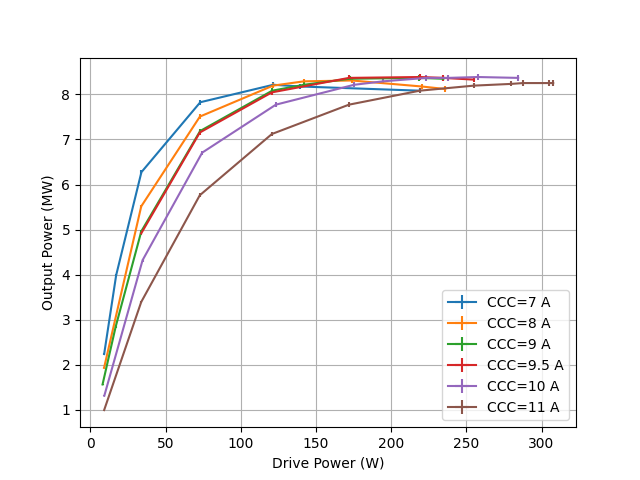 8
7
6
5
4
3
2
1
Output Power (MW)
0
50
100
150
200
250
300
Drive Power (W)
CCC=7 A
CCC=8 A
CCC=9 A
CCC=9.5 A
CCC=10 A
CCC=11 A